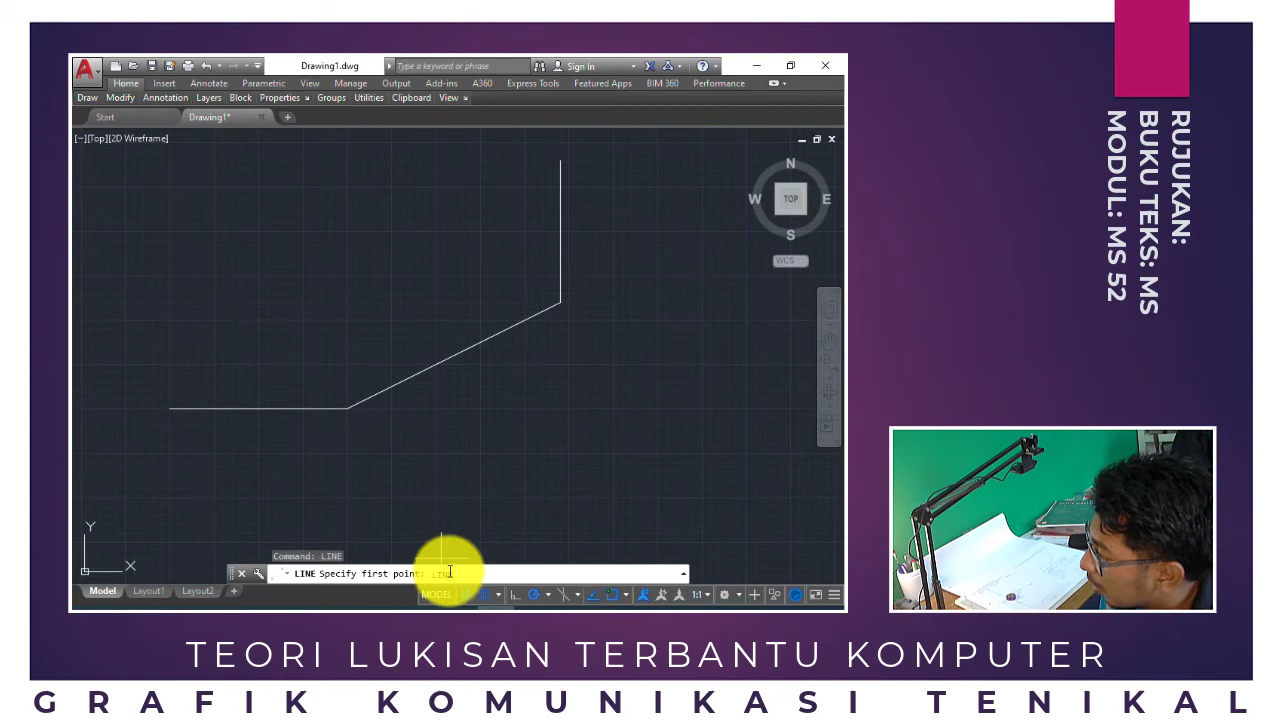 Drawing1.dwg
Type a keyword or phrase
Sign In
Home Insert Annotate Parametric View Manage Output Add-ins A360 Express Tools Featured Apps BIM 360 Performance
Draw Modify Annotation Layers Block Properties Groups Utilities Clipboard View
Start Drawing1*
[−][Top][2D Wireframe]
N
W TOP E
S
WCS
Y
X
Command: LINE
LINE Specify first point: LINE
Model Layout1 Layout2
MODEL
1:1
RUJUKAN:
BUKU TEKS: MS
MODUL: MS 52
TEORI LUKISAN TERBANTU KOMPUTER
GRAFIK KOMUNIKASI TENIKAL